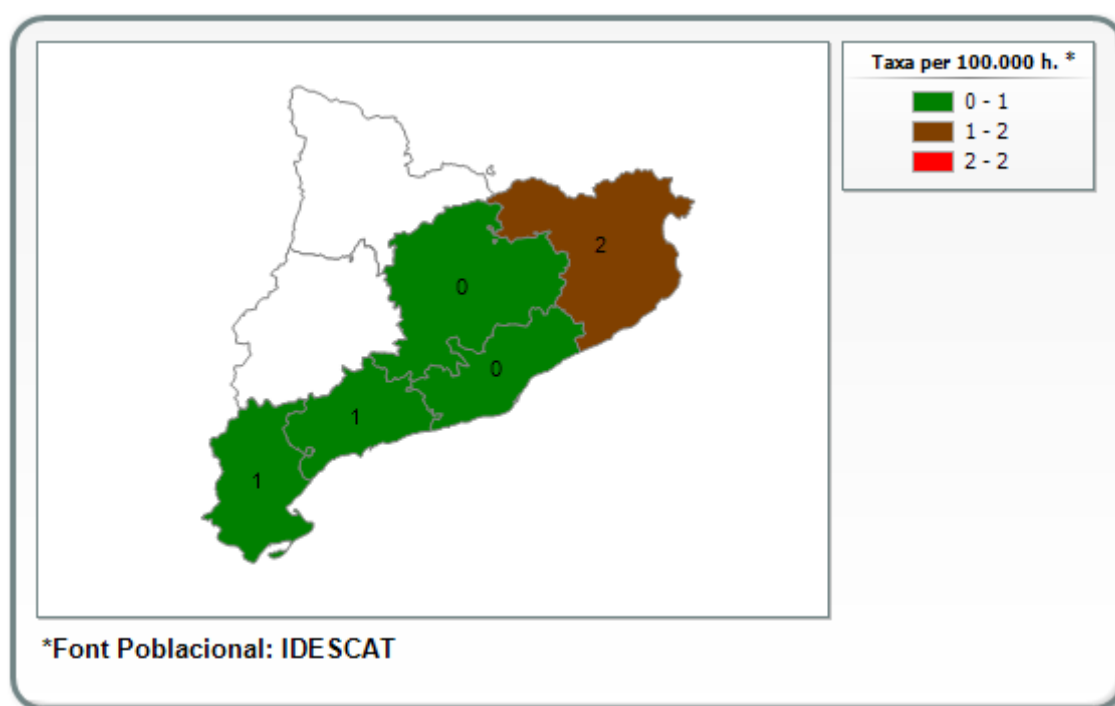 Taxa per 100.000 h. *
0 - 1
1 - 2
2 - 2
2
0
0
1
1
*Font Poblacional: IDESCAT